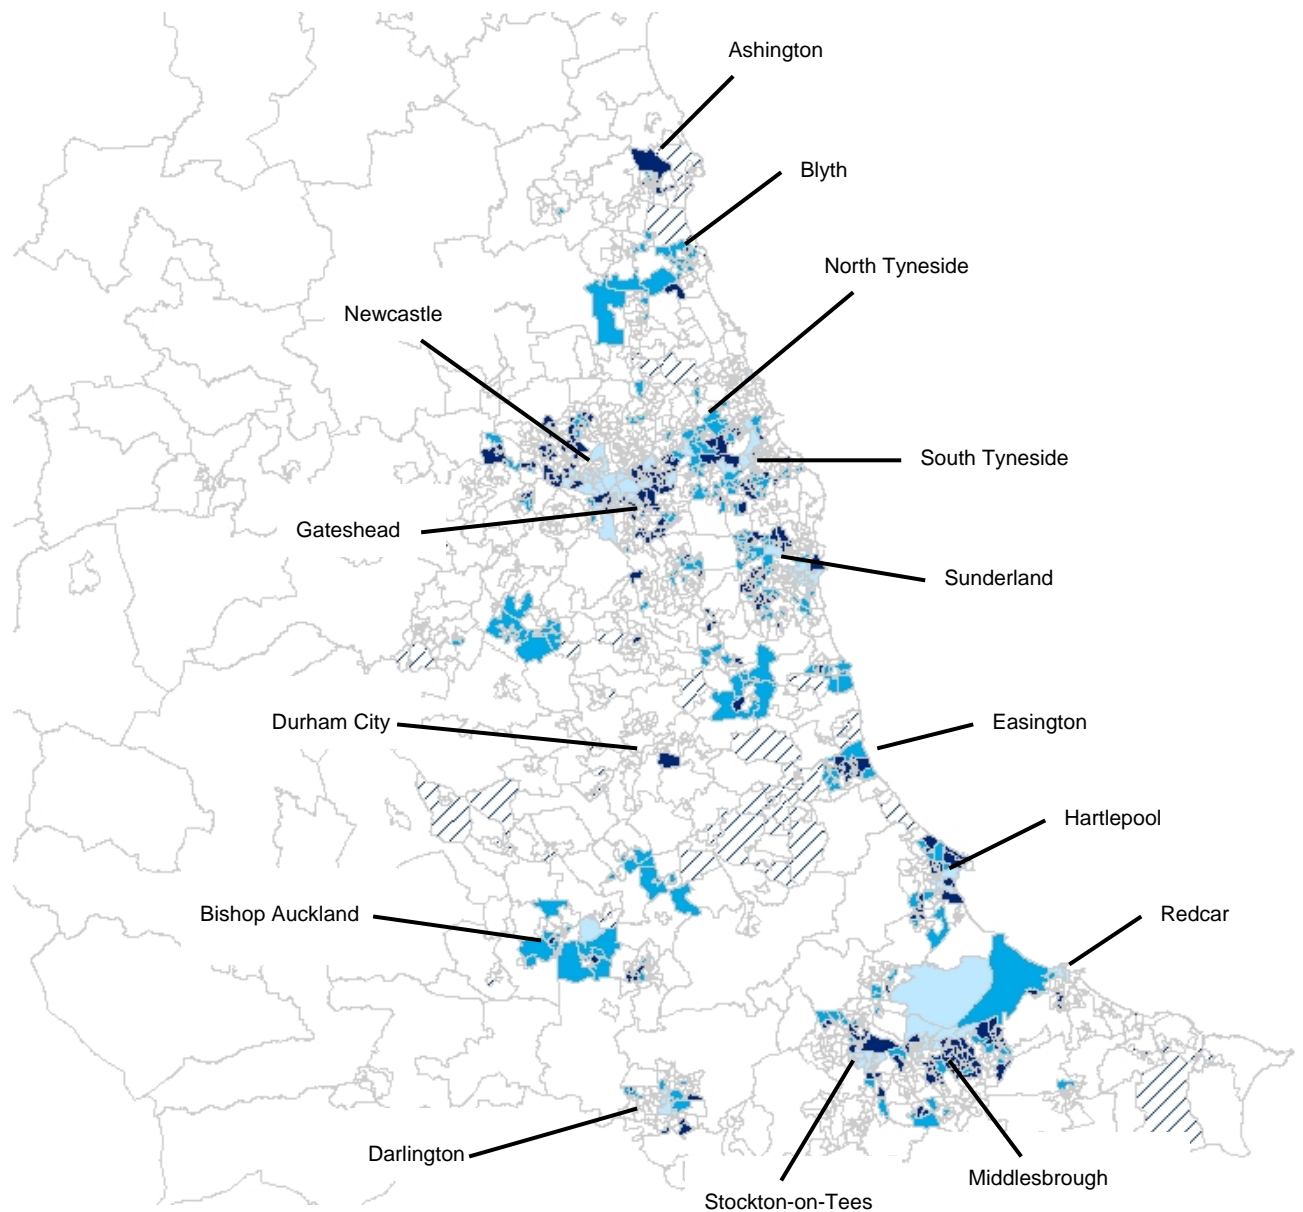 Ashington
Blyth
North Tyneside
Newcastle
South Tyneside
Gateshead
Sunderland
Durham City
Easington
Hartlepool
Bishop Auckland
Redcar
Darlington
Middlesbrough
Stockton-on-Tees